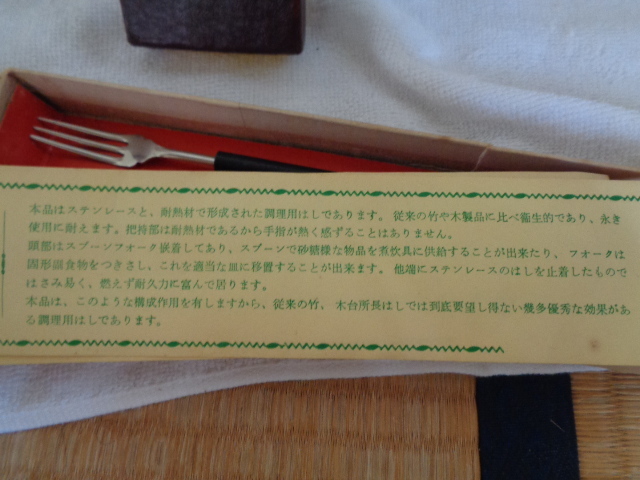 本品はステンレースと、耐熱材で形成された調理用はしであります。従来の竹や木製品に比べ衞生的であり、永き
使用に耐えます。把持部は耐熱材であるから手指が熱く感ずることはありません。
頭部はスプーンフオーク嵌着してあり、スプーンで砂糖様な物品を煮炊具に供給することが出来たり、フオークは
固形副食物をつきさし、これを適当な皿に移置することが出来ます。他端にステンレースのはしを止着したもので
はさみ易く、燃えず耐久力に富んで居ります。
本品は、このような構成作用を有しますから、従来の竹、木台所長はしでは到底要望し得ない幾多優秀な効果があ
る調理用はしであります。